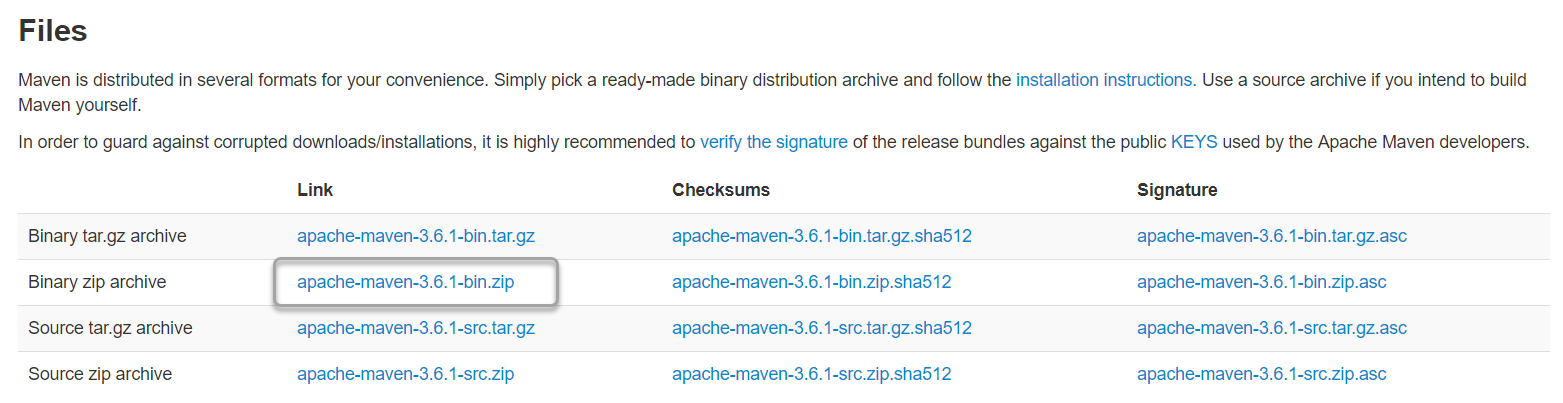 Files
Maven is distributed in several formats for your convenience. Simply pick a ready-made binary distribution archive and follow the installation instructions. Use a source archive if you intend to build
Maven yourself.
In order to guard against corrupted downloads/installations, it is highly recommended to verify the signature of the release bundles against the public KEYS used by the Apache Maven developers.
Link Checksums Signature
Binary tar.gz archive apache-maven-3.6.1-bin.tar.gz apache-maven-3.6.1-bin.tar.gz.sha512 apache-maven-3.6.1-bin.tar.gz.asc
Binary zip archive apache-maven-3.6.1-bin.zip apache-maven-3.6.1-bin.zip.sha512 apache-maven-3.6.1-bin.zip.asc
Source tar.gz archive apache-maven-3.6.1-src.tar.gz apache-maven-3.6.1-src.tar.gz.sha512 apache-maven-3.6.1-src.tar.gz.asc
Source zip archive apache-maven-3.6.1-src.zip apache-maven-3.6.1-src.zip.sha512 apache-maven-3.6.1-src.zip.asc